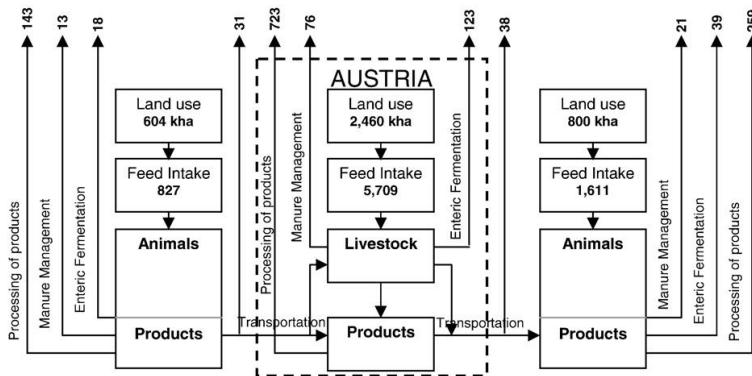 143
13
18
31
723
76
123
38
21
39
259
AUSTRIA
Land use
604 kha
Feed Intake
827
Animals
Products
Land use
2,460 kha
Feed Intake
5,709
Livestock
Products
Land use
800 kha
Feed Intake
1,611
Animals
Products
Processing of products
Manure Management
Enteric Fermentation
Transportation
Processing of products
Manure Management
Enteric Fermentation
Transportation
Manure Management
Enteric Fermentation
Processing of products